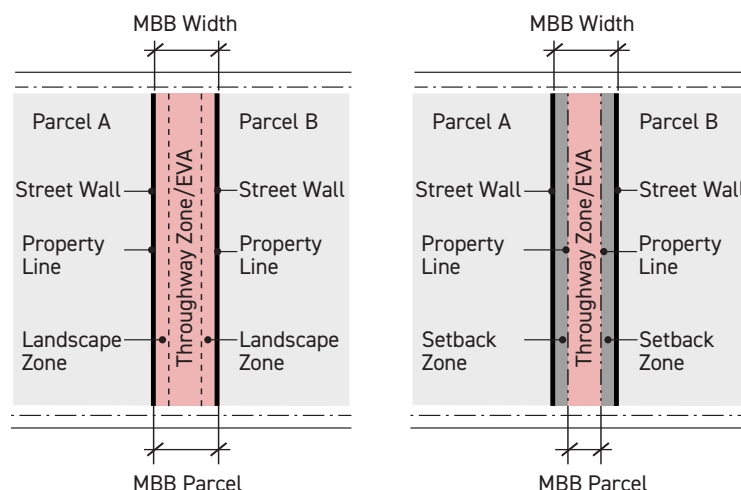 MBB Width
Parcel A
Parcel B
Street Wall
Street Wall
Property
Line
Property
Line
Landscape
Zone
Landscape
Zone
Throughway Zone/EVA
MBB Parcel
MBB Width
Parcel A
Parcel B
Street Wall
Street Wall
Property
Line
Property
Line
Setback
Zone
Setback
Zone
Throughway Zone/EVA
MBB Parcel